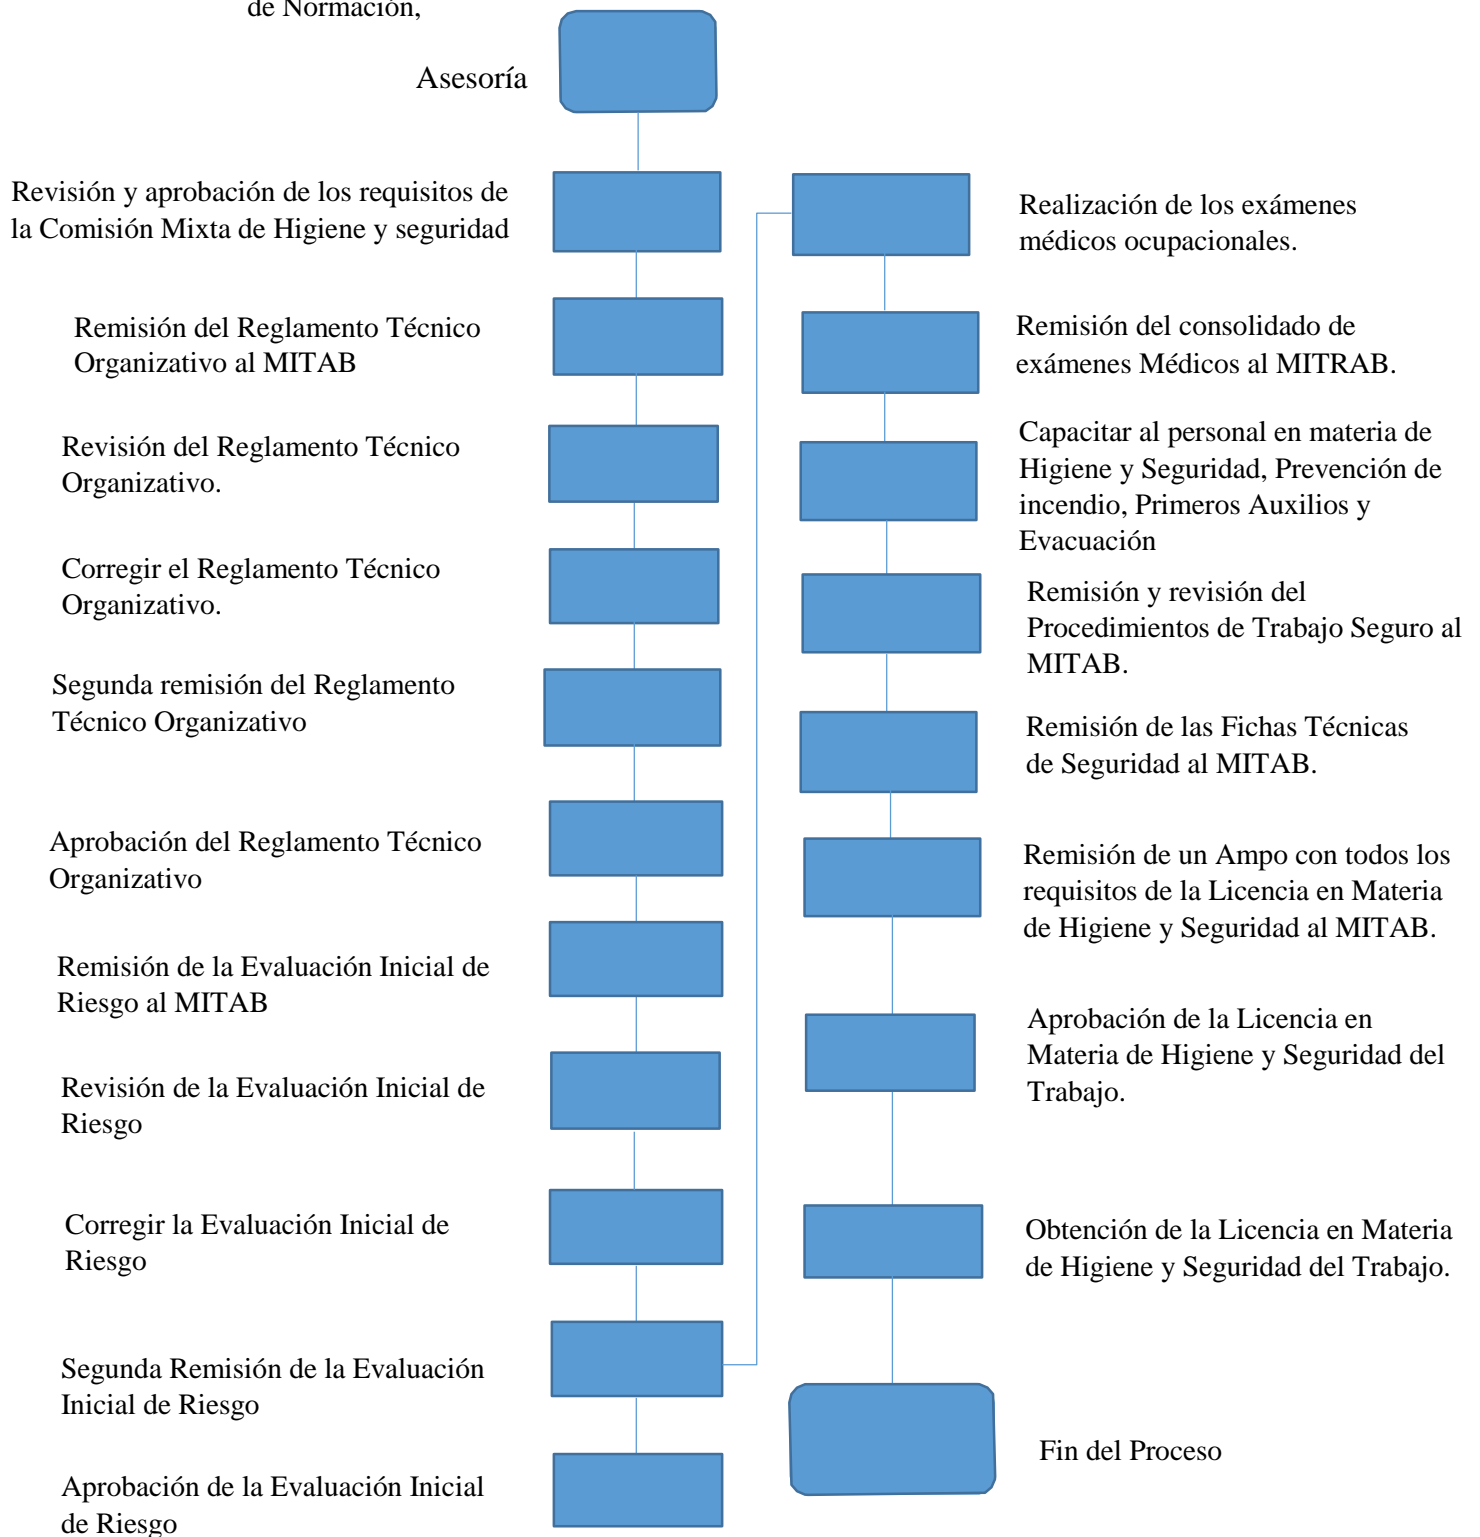 de Normación,
Asesoría
Revisión y aprobación de los requisitos de
la Comisión Mixta de Higiene y seguridad
Remisión del Reglamento Técnico
Organizativo al MITAB
Revisión del Reglamento Técnico
Organizativo.
Corregir el Reglamento Técnico
Organizativo.
Segunda remisión del Reglamento
Técnico Organizativo
Aprobación del Reglamento Técnico
Organizativo
Remisión de la Evaluación Inicial de
Riesgo al MITAB
Revisión de la Evaluación Inicial de
Riesgo
Corregir la Evaluación Inicial de
Riesgo
Segunda Remisión de la Evaluación
Inicial de Riesgo
Aprobación de la Evaluación Inicial
de Riesgo
Realización de los exámenes
médicos ocupacionales.
Remisión del consolidado de
exámenes Médicos al MITRAB.
Capacitar al personal en materia de
Higiene y Seguridad, Prevención de
incendio, Primeros Auxilios y
Evacuación
Remisión y revisión del
Procedimientos de Trabajo Seguro al
MITAB.
Remisión de las Fichas Técnicas
de Seguridad al MITAB.
Remisión de un Ampo con todos los
requisitos de la Licencia en Materia
de Higiene y Seguridad al MITAB.
Aprobación de la Licencia en
Materia de Higiene y Seguridad del
Trabajo.
Obtención de la Licencia en Materia
de Higiene y Seguridad del Trabajo.
Fin del Proceso